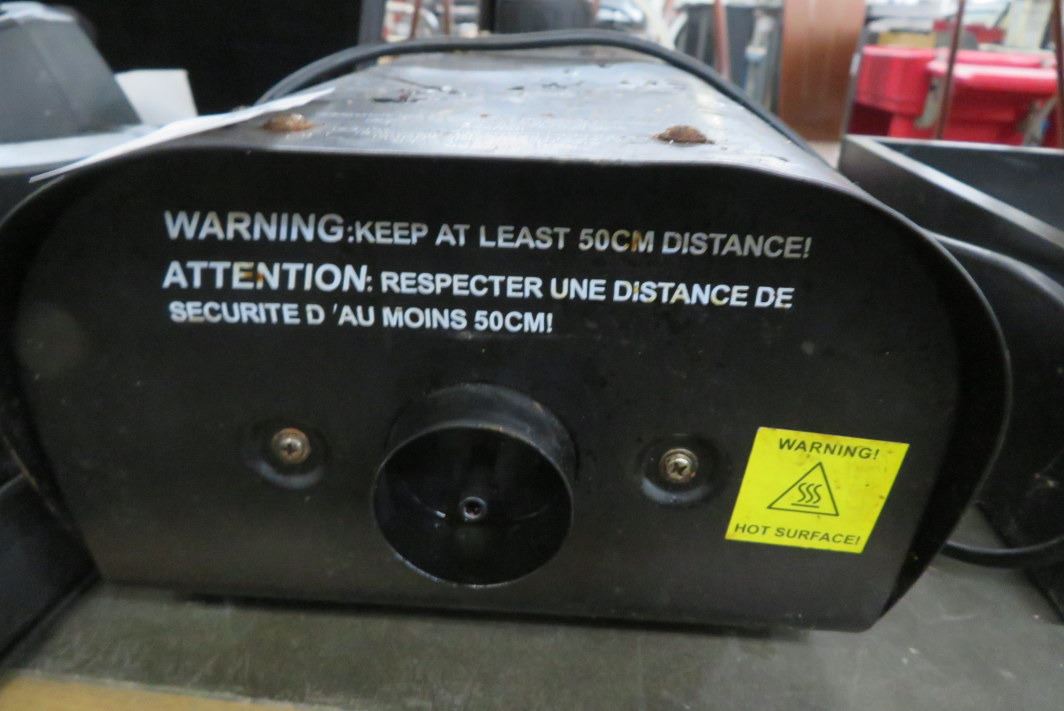 WARNING:KEEP AT LEAST 50CM DISTANCE!
ATTENTION: RESPECTER UNE DISTANCE DE
SECURITE D 'AU MOINS 50CM!
WARNING!
HOT SURFACE!